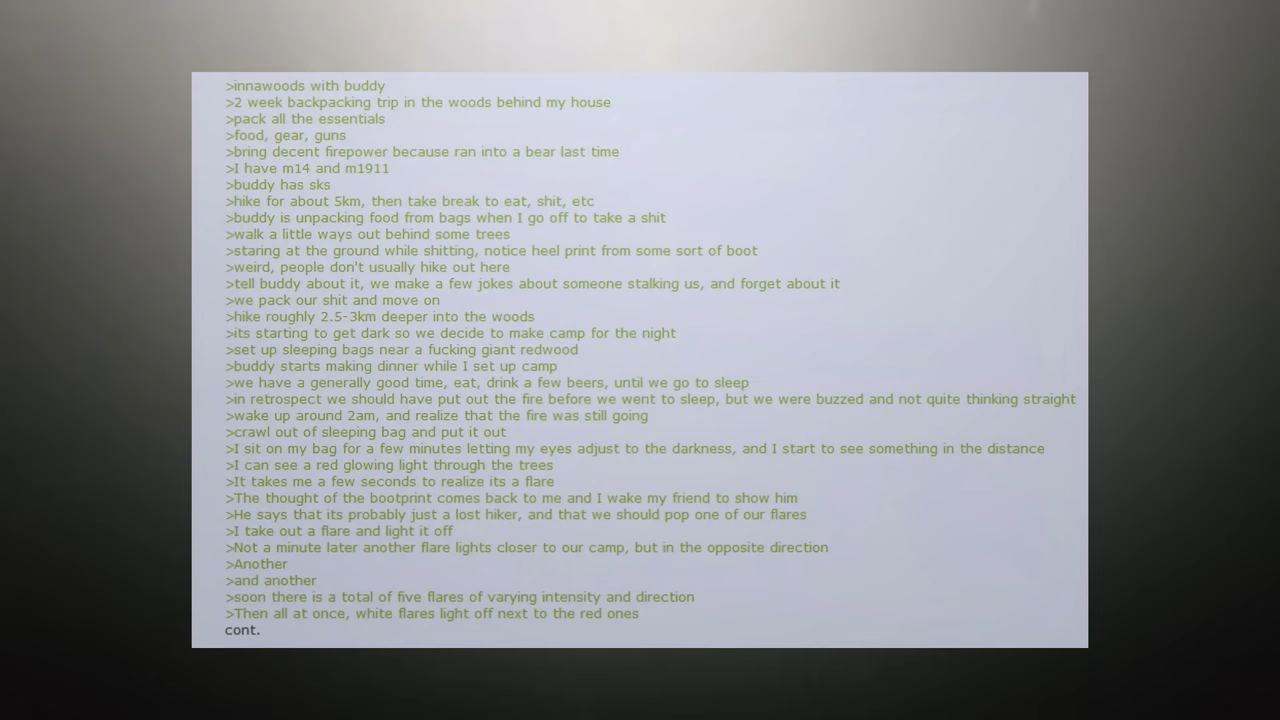 >innawoods with buddy
>2 week backpacking trip in the woods behind my house
>pack all the essentials
>food, gear, guns
>bring decent firepower because ran into a bear last time
>I have m14 and m1911
>buddy has sks
>hike for about 5km, then take break to eat, shit, etc
>buddy is unpacking food from bags when I go off to take a shit
>walk a little ways out behind some trees
>staring at the ground while shitting, notice heel print from some sort of boot
>weird, people don't usually hike out here
>tell buddy about it, we make a few jokes about someone stalking us, and forget about it
>we pack our shit and move on
>hike roughly 2.5-3km deeper into the woods
>its starting to get dark so we decide to make camp for the night
>set up sleeping bags near a fucking giant redwood
>buddy starts making dinner while I set up camp
>we have a generally good time, eat, drink a few beers, until we go to sleep
>in retrospect we should have put out the fire before we went to sleep, but we were buzzed and not quite thinking straight
>wake up around 2am, and realize that the fire was still going
>crawl out of sleeping bag and put it out
>I sit on my bag for a few minutes letting my eyes adjust to the darkness, and I start to see something in the distance
>I can see a red glowing light through the trees
>It takes me a few seconds to realize its a flare
>The thought of the bootprint comes back to me and I wake my friend to show him
>He says that its probably just a lost hiker, and that we should pop one of our flares
>I take out a flare and light it off
>Not a minute later another flare lights closer to our camp, but in the opposite direction
>Another
>and another
>soon there is a total of five flares of varying intensity and direction
>Then all at once, white flares light off next to the red ones
cont.